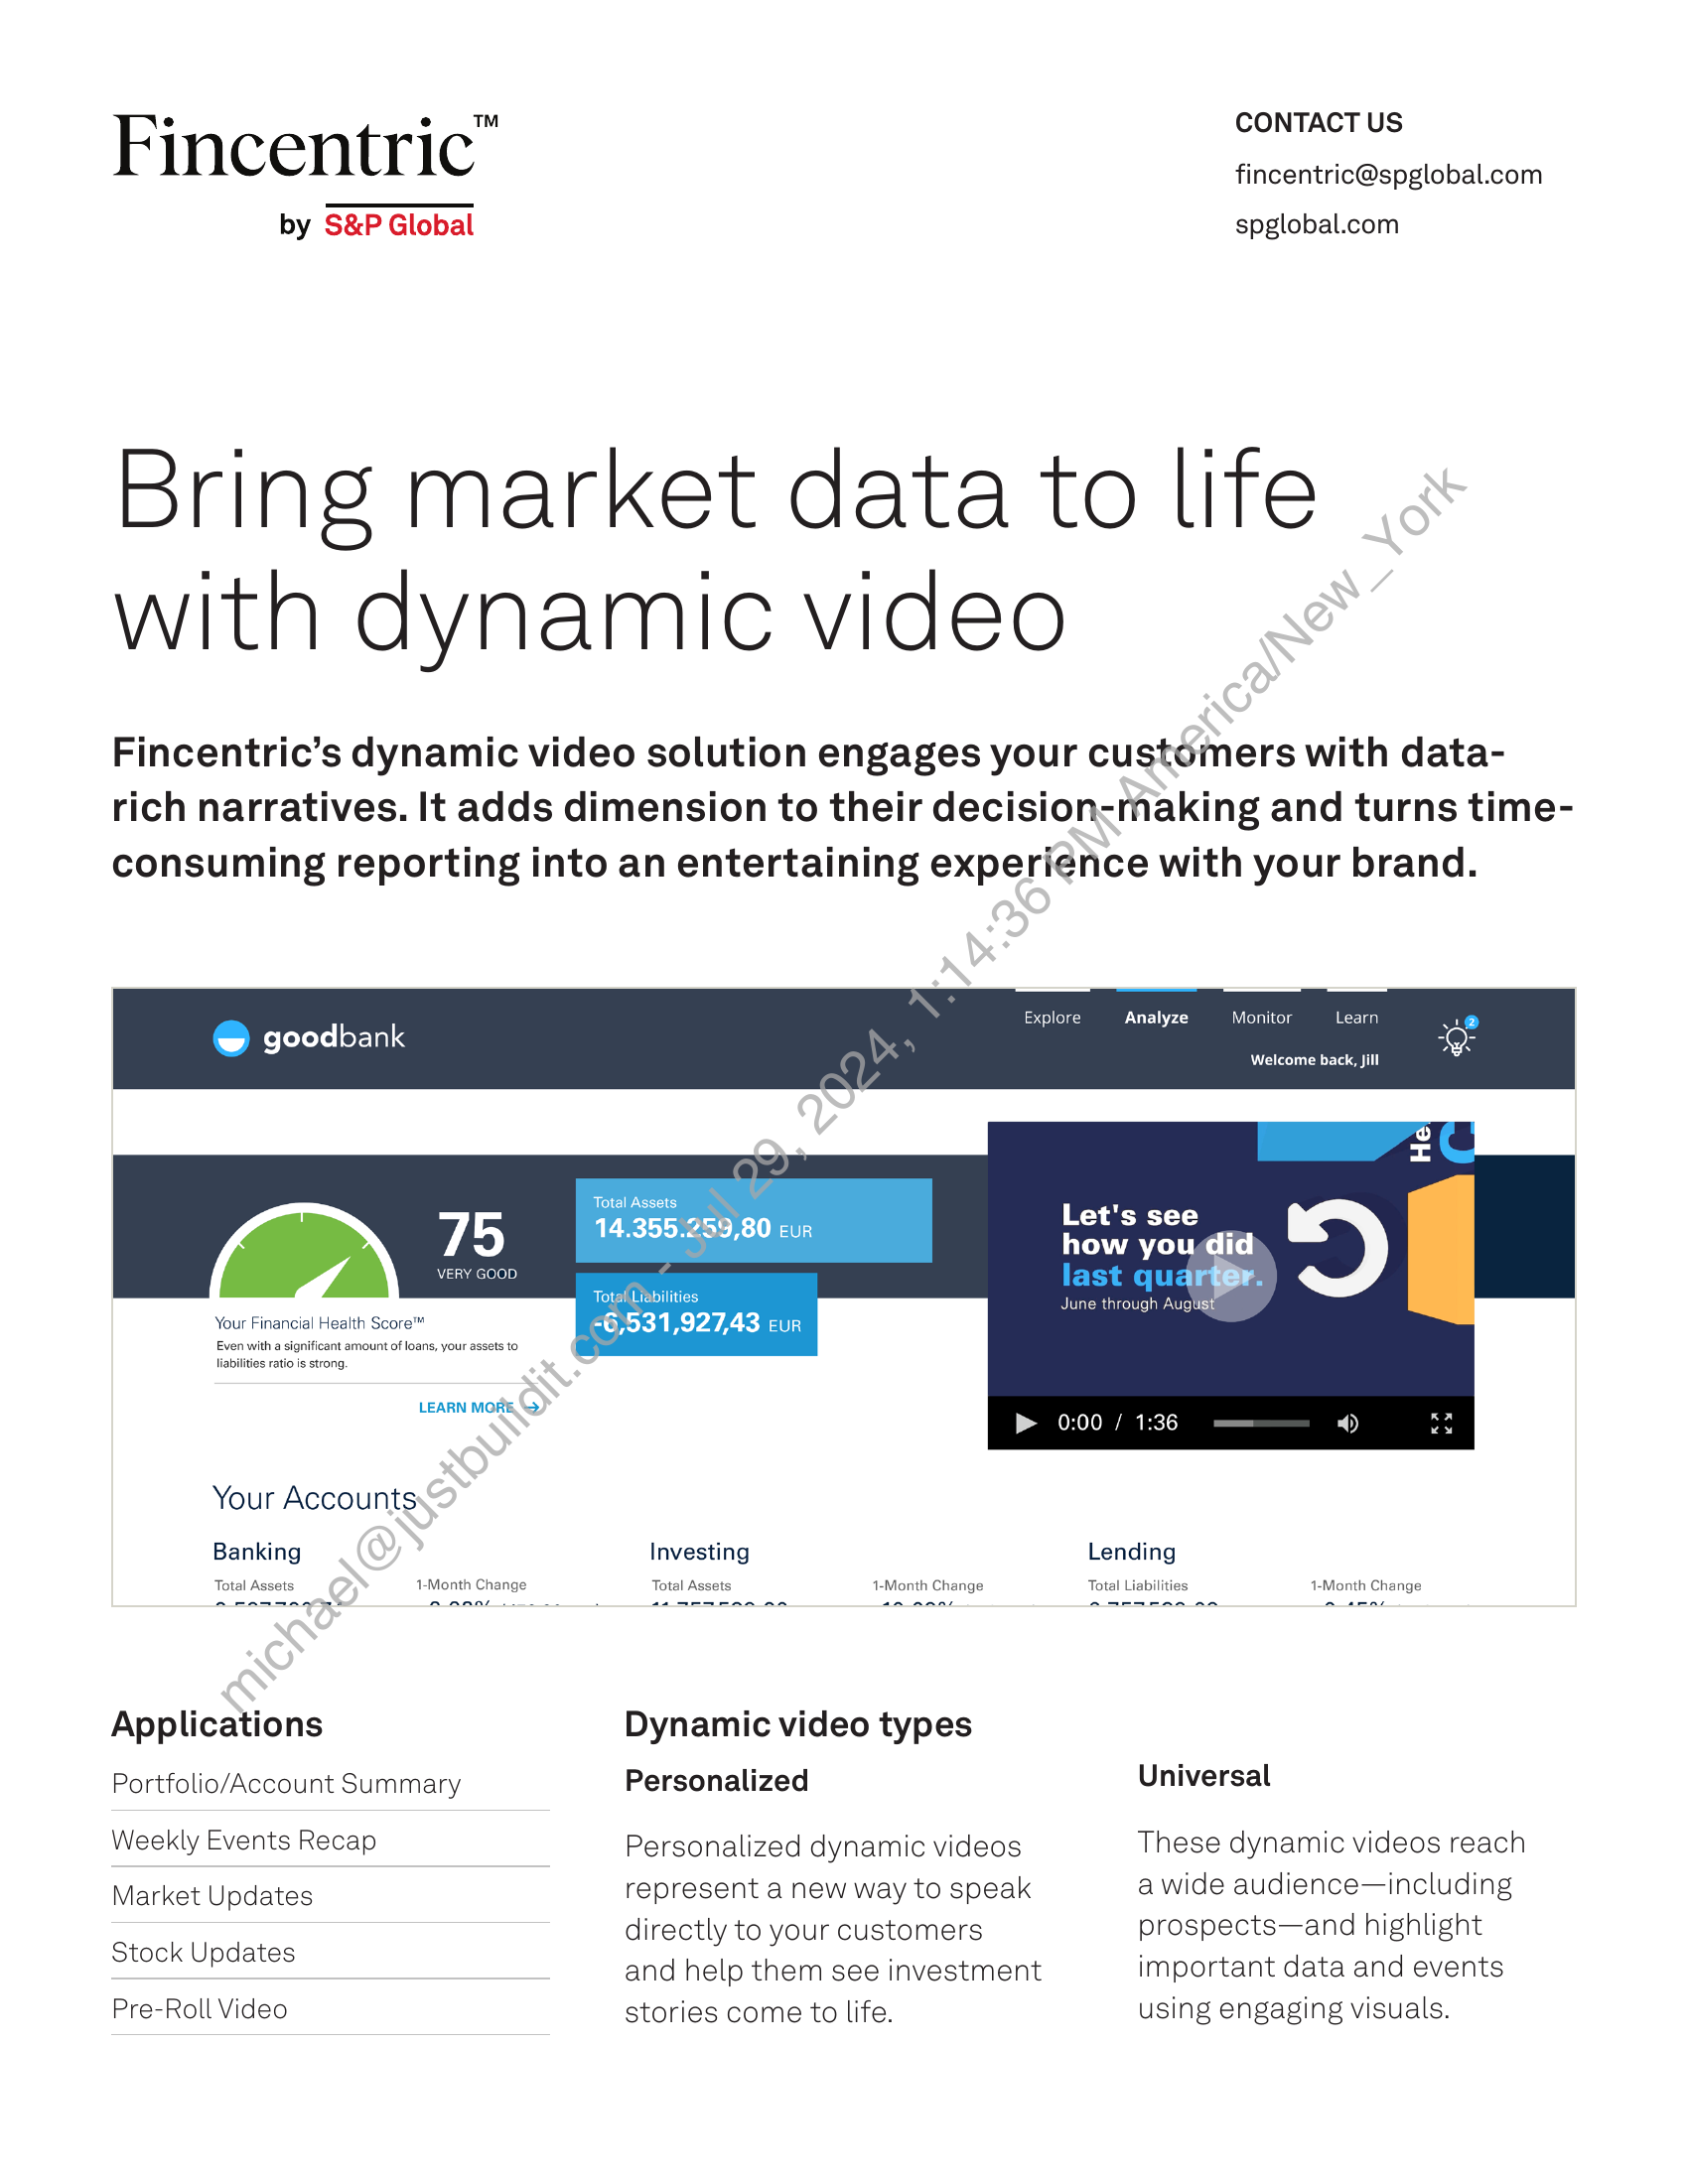 Fincentric™
by S&P Global
CONTACT US
fincentric@spglobal.com
spglobal.com
Bring market data to life
with dynamic video
Fincentric’s dynamic video solution engages your customers with data-
rich narratives. It adds dimension to their decision-making and turns time-
consuming reporting into an entertaining experience with your brand.
goodbank
Explore Analyze Monitor Learn
2
Welcome back, Jill
75
VERY GOOD
Your Financial Health Score™
Even with a significant amount of loans, your assets to
liabilities ratio is strong.
LEARN MORE →
Total Assets
14.355.259,80 EUR
Total Liabilities
-6,531,927,43 EUR
He
C
Let's see
how you did
last quarter.
June through August
0:00 / 1:36
Your Accounts
Banking
Total Assets 1-Month Change
Investing
Total Assets 1-Month Change
Lending
Total Liabilities 1-Month Change
michael@justbuildit.com - Jul 29, 2024, 1:14:36 PM America/New_York
Applications
Portfolio/Account Summary
Weekly Events Recap
Market Updates
Stock Updates
Pre-Roll Video
Dynamic video types
Personalized
Personalized dynamic videos
represent a new way to speak
directly to your customers
and help them see investment
stories come to life.
Universal
These dynamic videos reach
a wide audience—including
prospects—and highlight
important data and events
using engaging visuals.